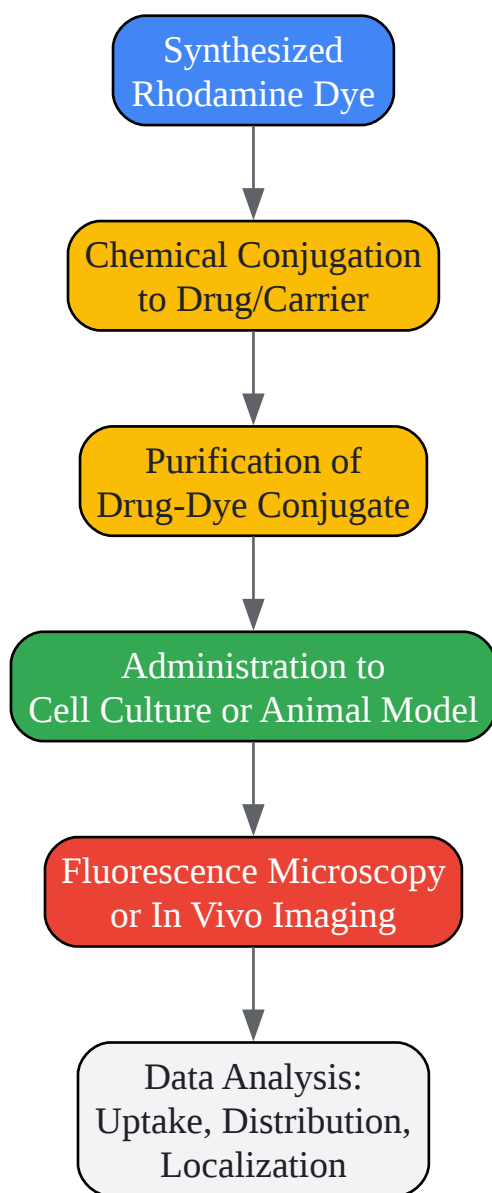 Synthesized
Rhodamine Dye
Chemical Conjugation
to Drug/Carrier
Purification of
Drug-Dye Conjugate
Administration to
Cell Culture or Animal Model
Fluorescence Microscopy
or In Vivo Imaging
Data Analysis:
Uptake, Distribution,
Localization